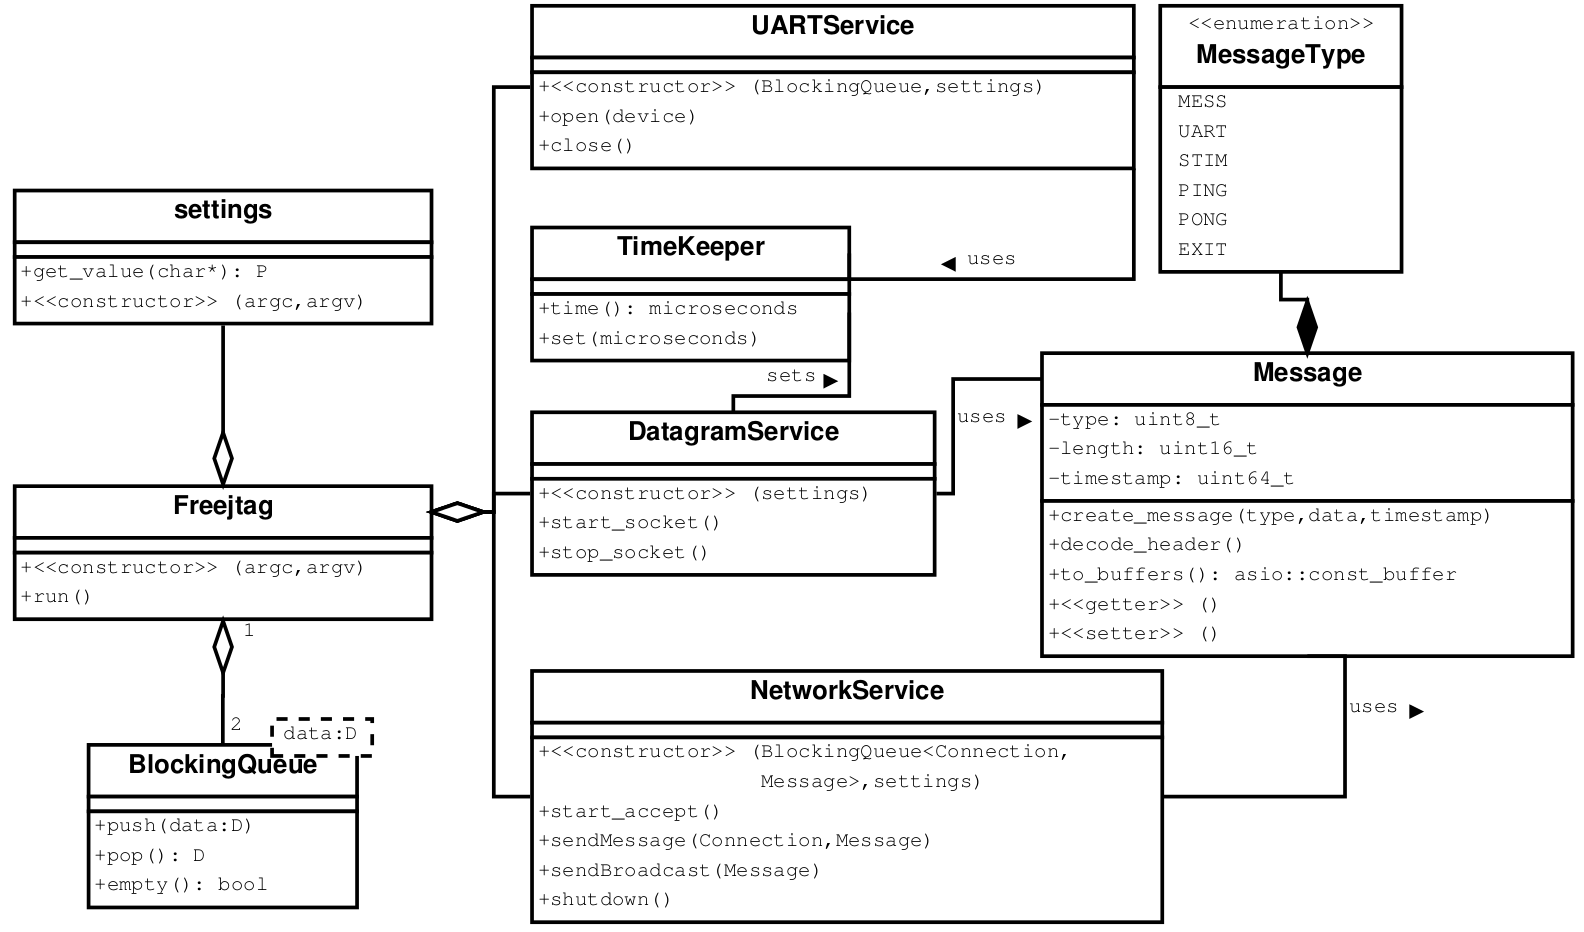 UARTService
+<<constructor>> (BlockingQueue,settings)
+open(device)
+close()
<<enumeration>>
MessageType
MESS
UART
STIM
PING
PONG
EXIT
settings
+get_value(char*): P
+<<constructor>> (argc,argv)
TimeKeeper
+time(): microseconds
+set(microseconds)
◀ uses
sets ▶
DatagramService
+<<constructor>> (settings)
+start_socket()
+stop_socket()
uses ▶
Message
-type: uint8_t
-length: uint16_t
-timestamp: uint64_t
+create_message(type,data,timestamp)
+decode_header()
+to_buffers(): asio::const_buffer
+<<getter>> ()
+<<setter>> ()
Freejtag
+<<constructor>> (argc,argv)
+run()
1
2
data:D
BlockingQueue
+push(data:D)
+pop(): D
+empty(): bool
NetworkService
+<<constructor>> (BlockingQueue<Connection,
Message>,settings)
+start_accept()
+sendMessage(Connection,Message)
+sendBroadcast(Message)
+shutdown()
uses ▶